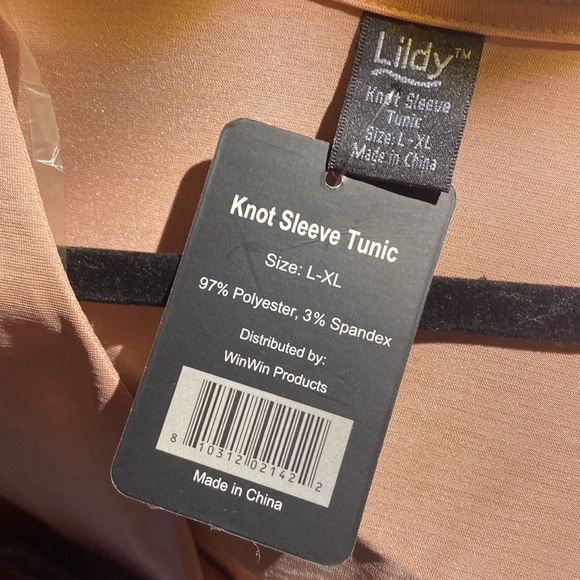 Lildy™
Knot Sleeve
Tunic
Size: L-XL
Made in China
Knot Sleeve Tunic
Size: L-XL
97% Polyester, 3% Spandex
Distributed by:
WinWin Products
8 10312 02142 2
Made in China